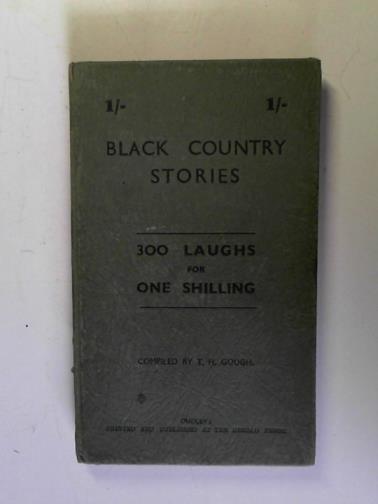 1/- 1/-
BLACK COUNTRY
STORIES
300 LAUGHS
FOR
ONE SHILLING
COMPILED BY T. H. GOUGH.
DUDLEY:
PRINTED AND PUBLISHED AT THE HERALD PRESS.